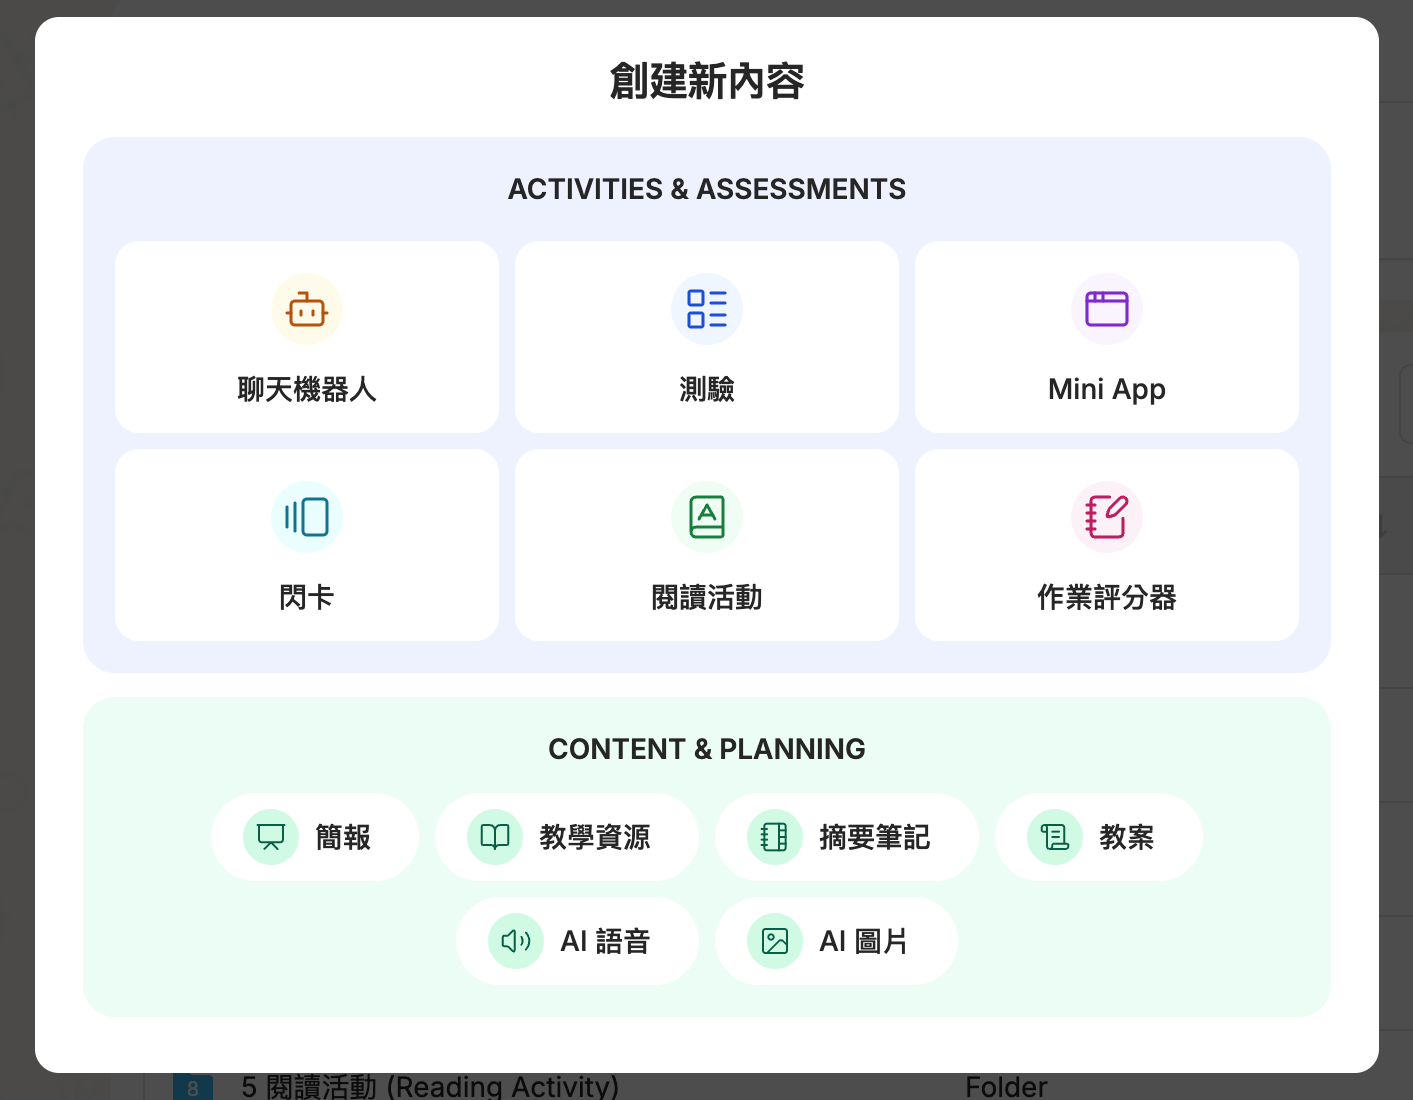 創建新內容
ACTIVITIES & ASSESSMENTS
聊天機器人
測驗
Mini App
閃卡
閱讀活動
作業評分器
CONTENT & PLANNING
簡報
教學資源
摘要筆記
教案
AI 語音
AI 圖片
8 5 閱讀活動 (Reading Activity) Folder